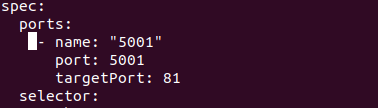 spec:
  ports:
    - name: "5001"
      port: 5001
      targetPort: 81
  selector: